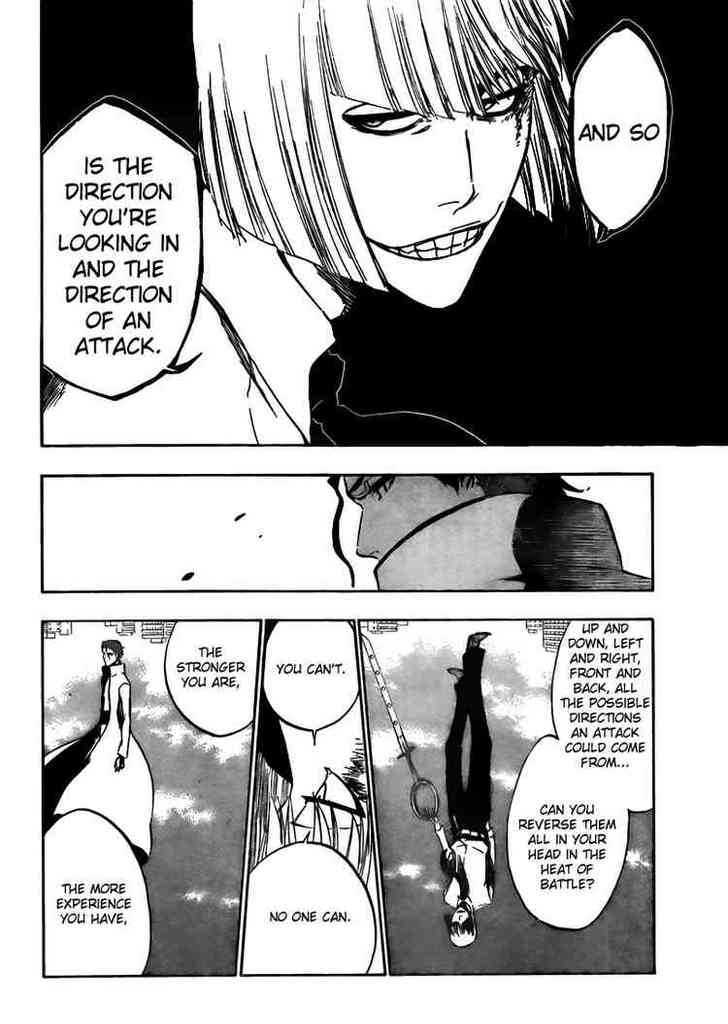 AND SO
IS THE
DIRECTION
YOU'RE
LOOKING IN
AND THE
DIRECTION
OF AN
ATTACK.
UP AND
DOWN, LEFT
AND RIGHT,
FRONT AND
BACK, ALL
THE POSSIBLE
DIRECTIONS
AN ATTACK
COULD COME
FROM...
CAN YOU
REVERSE THEM
ALL IN YOUR
HEAD IN THE
HEAT OF
BATTLE?
YOU CAN'T.
NO ONE CAN.
THE
STRONGER
YOU ARE,
THE MORE
EXPERIENCE
YOU HAVE,